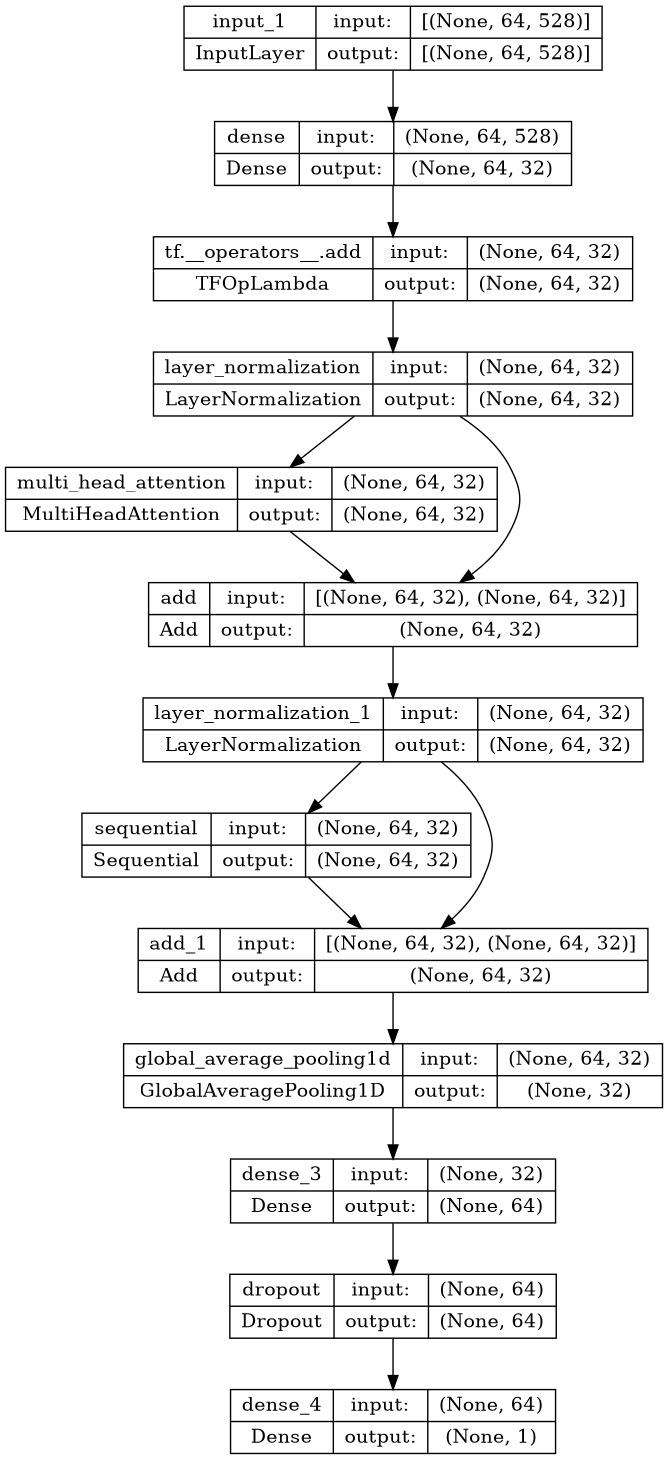 input_1 input: [(None, 64, 528)]
InputLayer output: [(None, 64, 528)]
dense input: (None, 64, 528)
Dense output: (None, 64, 32)
tf.__operators__.add input: (None, 64, 32)
TFOpLambda output: (None, 64, 32)
layer_normalization input: (None, 64, 32)
LayerNormalization output: (None, 64, 32)
multi_head_attention input: (None, 64, 32)
MultiHeadAttention output: (None, 64, 32)
add input: [(None, 64, 32), (None, 64, 32)]
Add output: (None, 64, 32)
layer_normalization_1 input: (None, 64, 32)
LayerNormalization output: (None, 64, 32)
sequential input: (None, 64, 32)
Sequential output: (None, 64, 32)
add_1 input: [(None, 64, 32), (None, 64, 32)]
Add output: (None, 64, 32)
global_average_pooling1d input: (None, 64, 32)
GlobalAveragePooling1D output: (None, 32)
dense_3 input: (None, 32)
Dense output: (None, 64)
dropout input: (None, 64)
Dropout output: (None, 64)
dense_4 input: (None, 64)
Dense output: (None, 1)